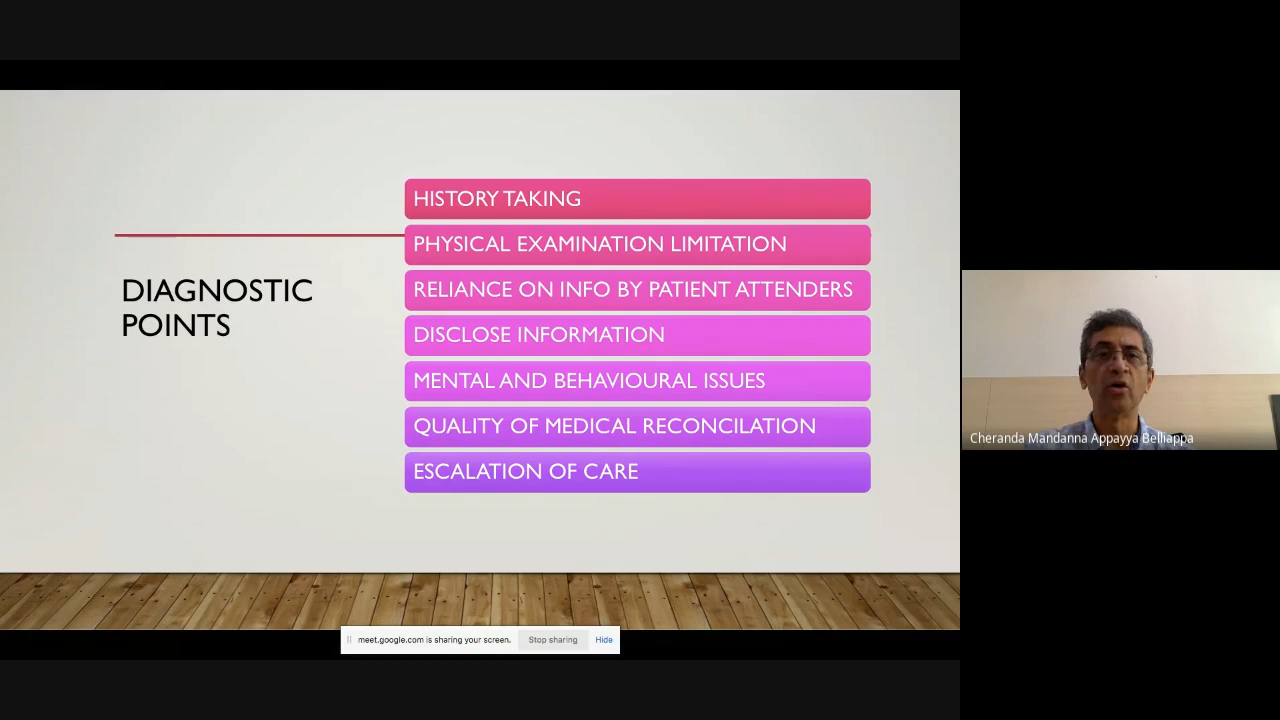 DIAGNOSTIC
POINTS
HISTORY TAKING
PHYSICAL EXAMINATION LIMITATION
RELIANCE ON INFO BY PATIENT ATTENDERS
DISCLOSE INFORMATION
MENTAL AND BEHAVIOURAL ISSUES
QUALITY OF MEDICAL RECONCILATION
ESCALATION OF CARE
Cheranda Mandanna Appayya Belliappa
meet.google.com is sharing your screen. Stop sharing Hide